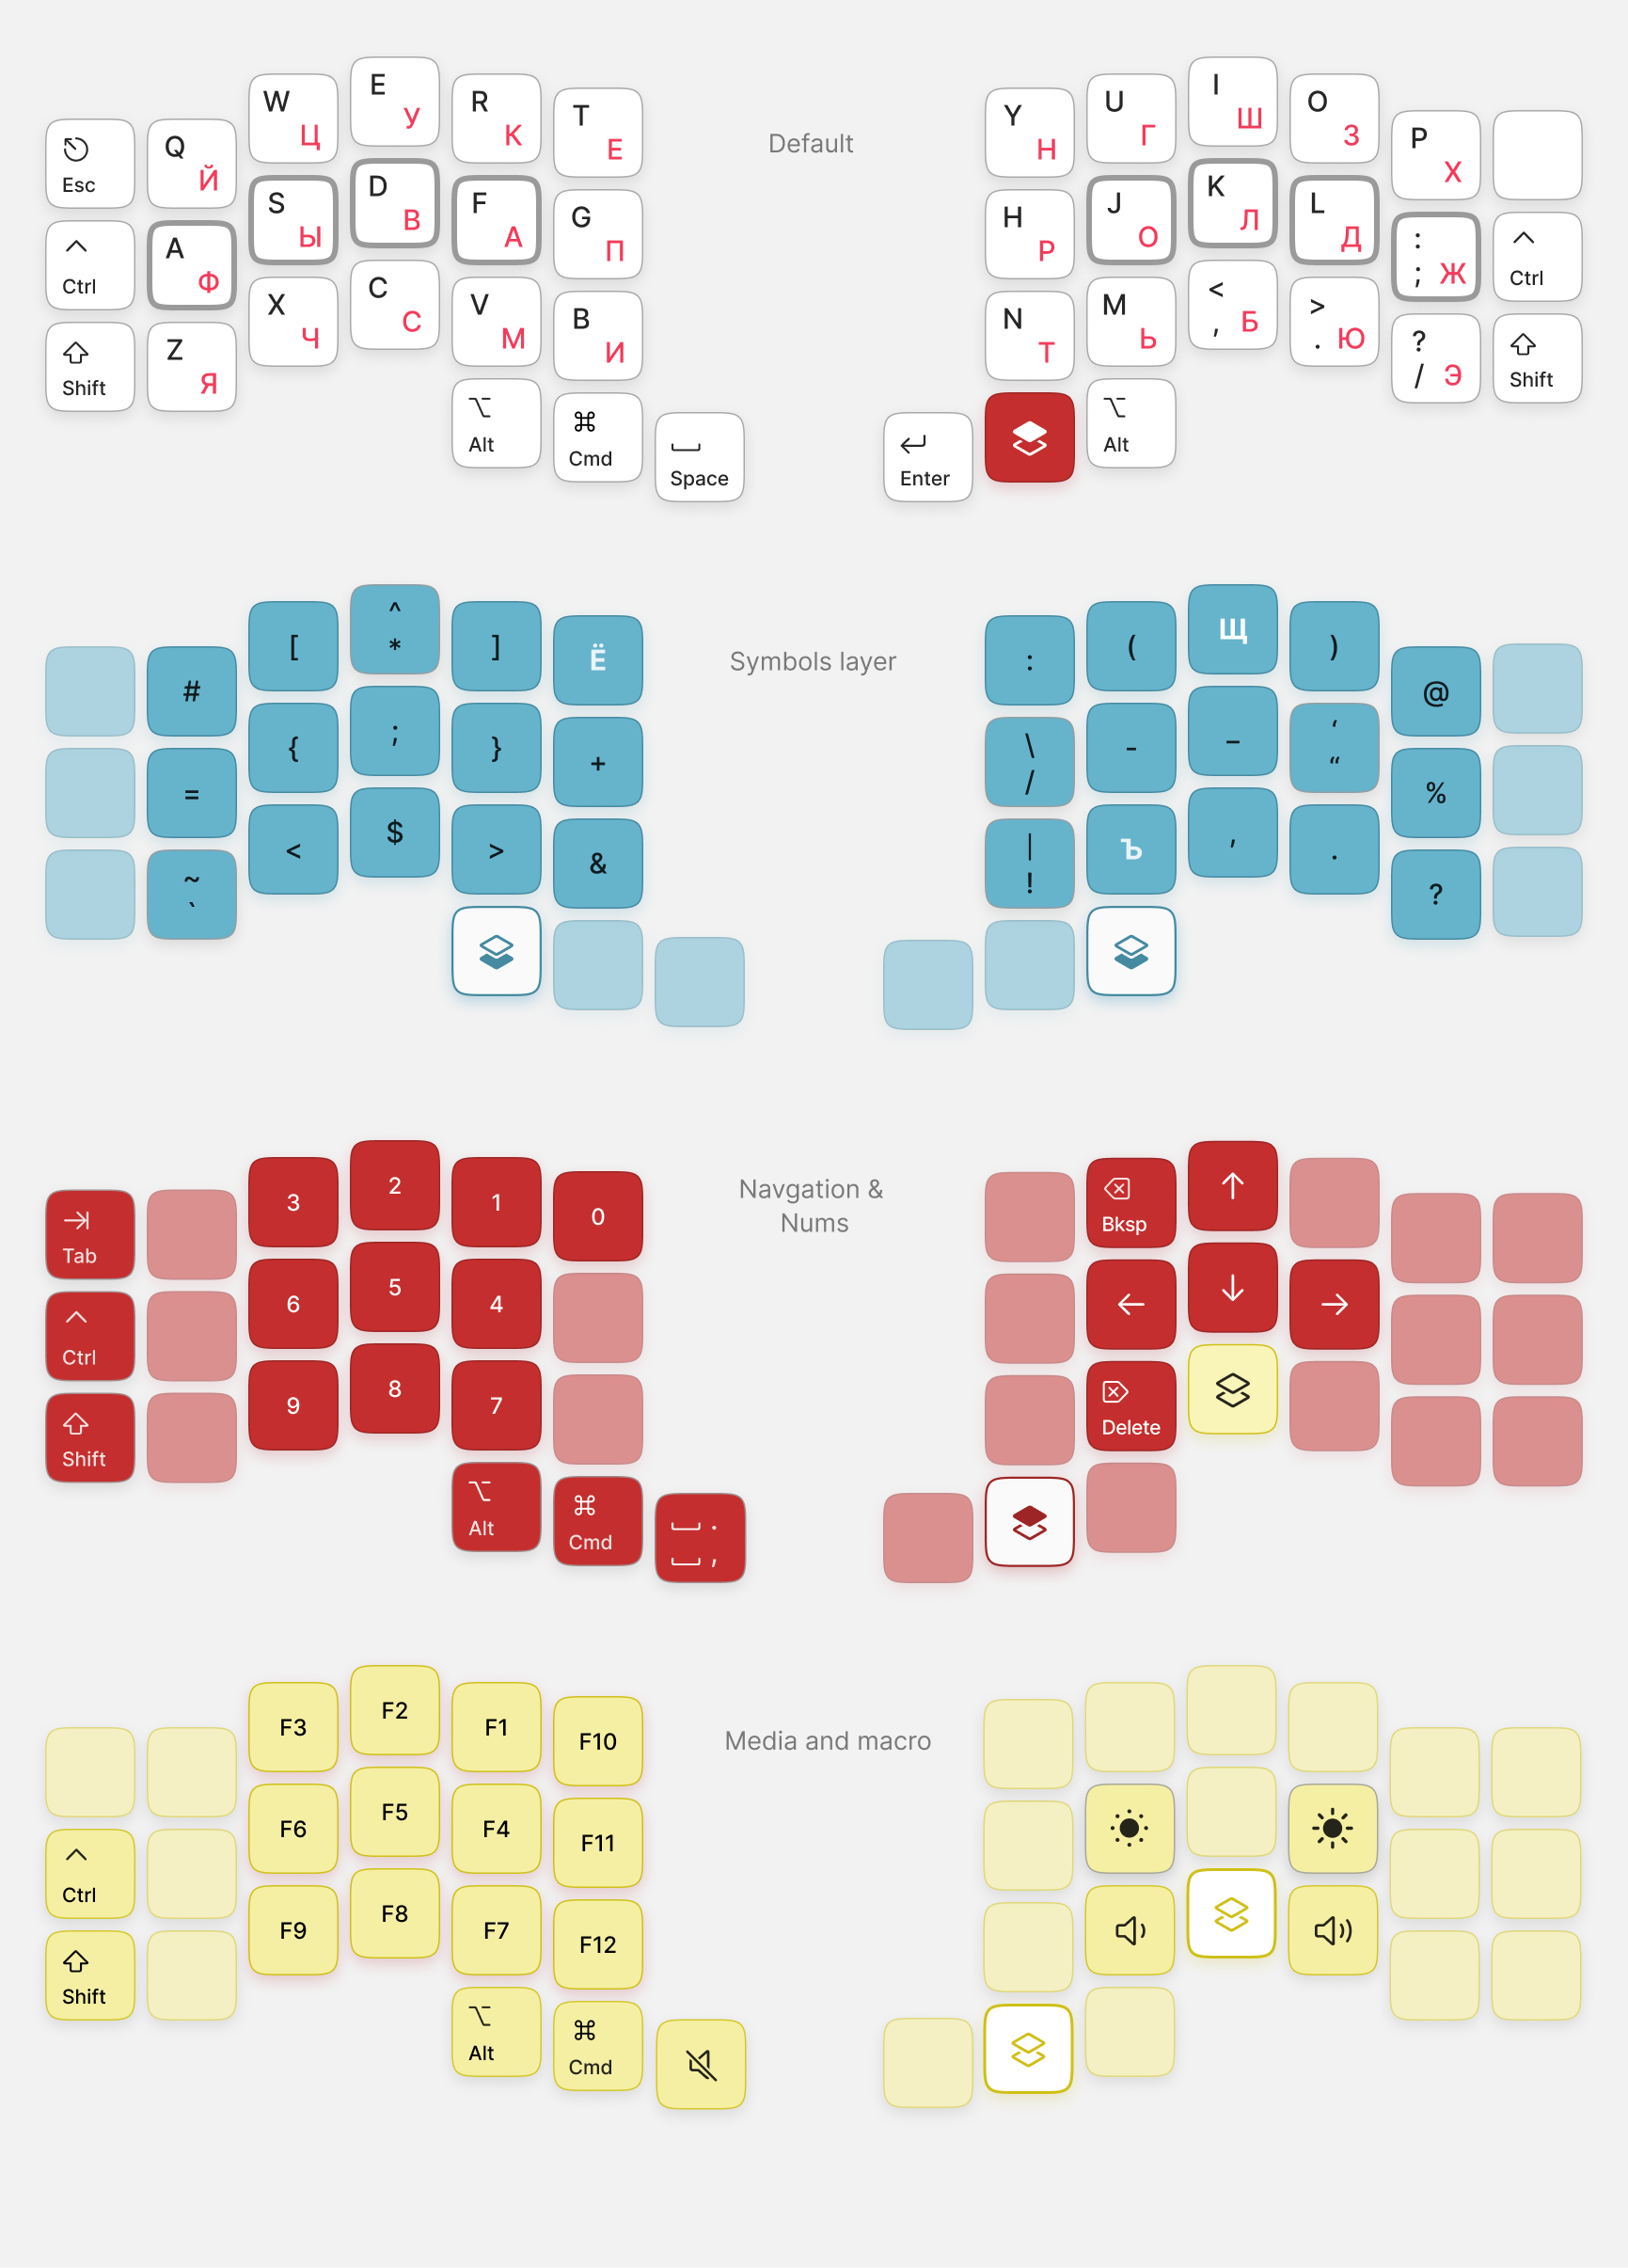 Default
Esc Q Й W Ц E У R К T Е Y Н U Г I Ш O З P Х
^ Ctrl A Ф S Ы D В F А G П H Р J О K Л L Д : ; Ж ^ Ctrl
Shift Z Я X Ч C С V М B И N Т M Ь < , Б > . Ю ? / Э Shift
⌥ Alt ⌘ Cmd Space Enter ⌥ Alt
Symbols layer
# [ ^ * ] Ё : ( Щ ) @
= { ; } + \ / - _ ‘ “ %
~ ` < $ > & | ! Ъ , . ?
Navgation &
Nums
Tab 3 2 1 0 Bksp ↑
^ Ctrl 6 5 4 ← ↓ →
Shift 9 8 7 Delete
⌥ Alt ⌘ Cmd . ,
Media and macro
F3 F2 F1 F10
^ Ctrl F6 F5 F4 F11
Shift F9 F8 F7 F12
⌥ Alt ⌘ Cmd